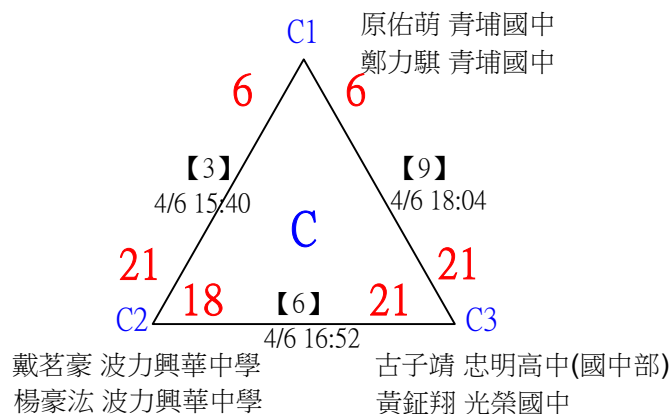 C1
原佑萌 青埔國中
鄭力騏 青埔國中
6
6
【3】
4/6 15:40
【9】
4/6 18:04
C
21
21
C2
18
【6】
21
C3
4/6 16:52
戴茗豪 波力興華中學
楊豪汯 波力興華中學
古子靖 忠明高中(國中部)
黃鉦翔 光榮國中